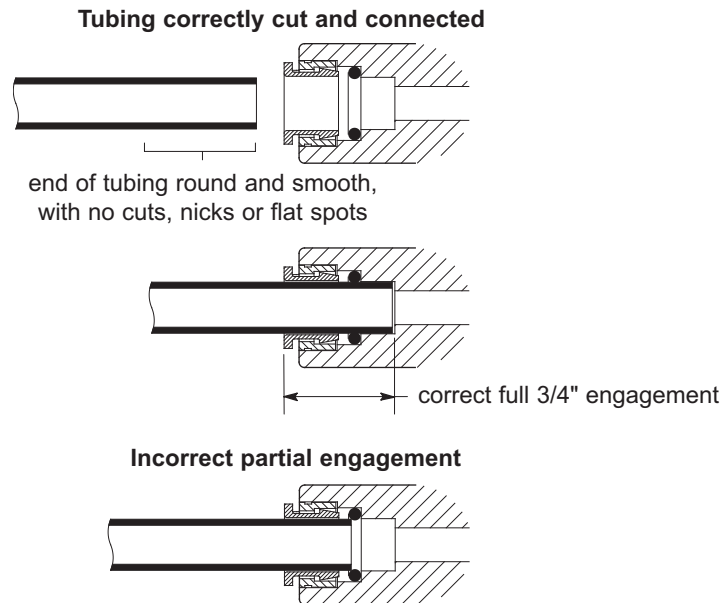 Tubing correctly cut and connected
end of tubing round and smooth,
with no cuts, nicks or flat spots
correct full 3/4" engagement
Incorrect partial engagement